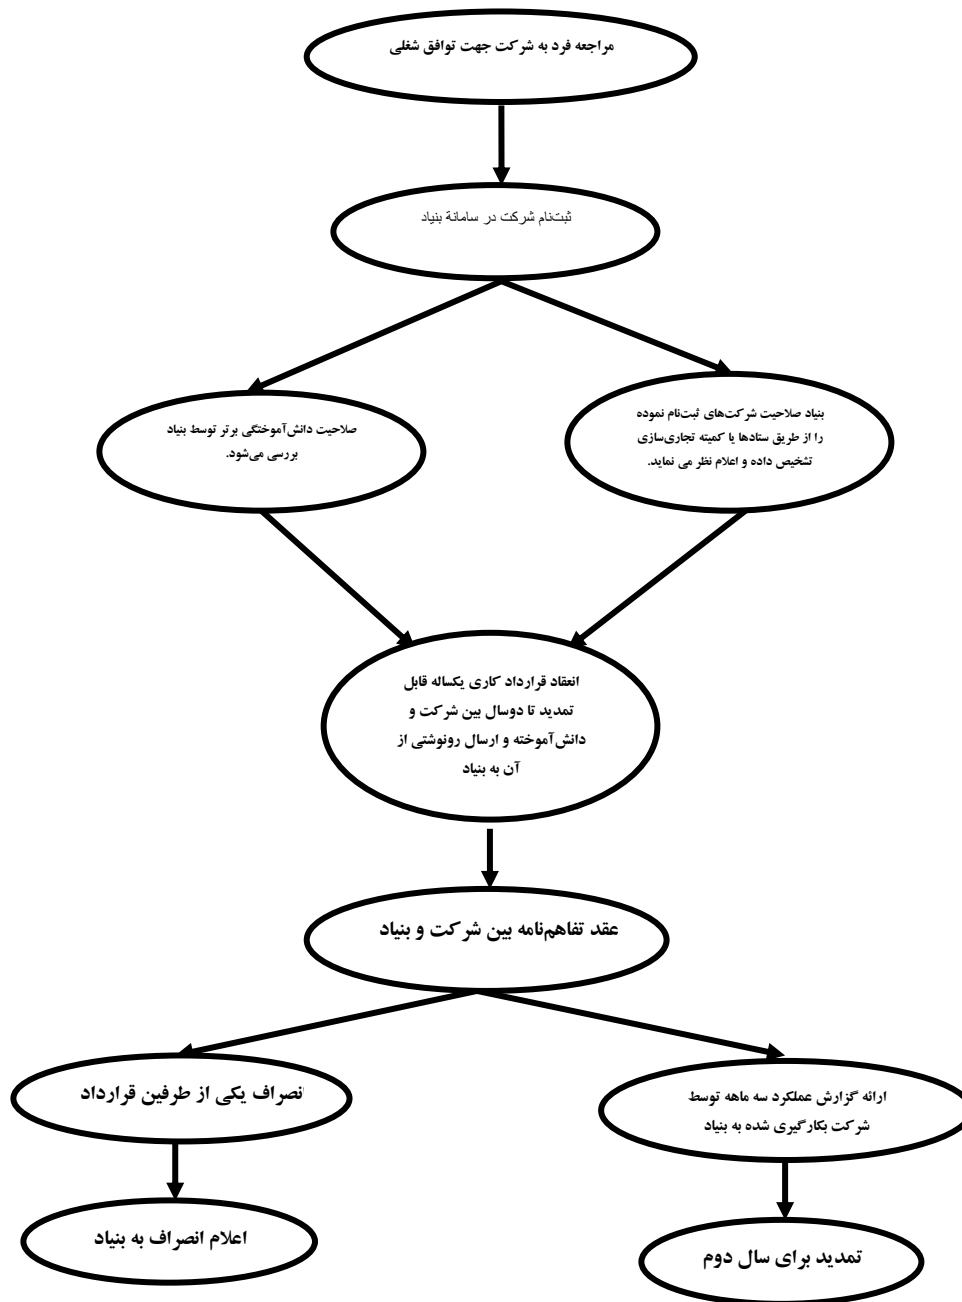 مراجعه فرد به شرکت جهت توافق شغلی
ثبت‌نام شرکت در سامانهٔ بنیاد
بنیاد صلاحیت شرکت‌های ثبت‌نام نموده
را از طریق ستادها یا کمیته تجاری‌سازی
تشخیص داده و اعلام نظر می نماید.
صلاحیت دانش‌آموختگی برتر توسط بنیاد
بررسی می‌شود.
انعقاد قرارداد کاری یکساله قابل
تمدید تا دوسال بین شرکت و
دانش‌آموخته و ارسال رونوشتی از
آن به بنیاد
عقد تفاهم‌نامه بین شرکت و بنیاد
ارائه گزارش عملکرد سه ماهه توسط
شرکت بکارگیری شده به بنیاد
انصراف یکی از طرفین قرارداد
تمدید برای سال دوم
اعلام انصراف به بنیاد